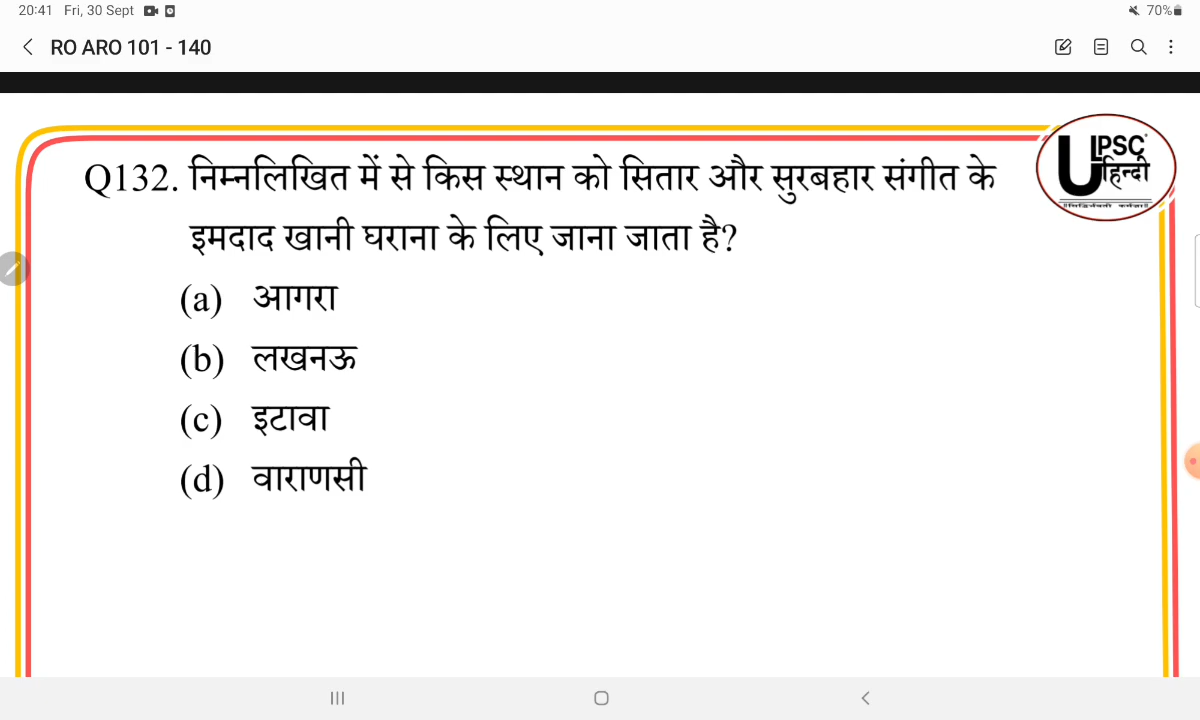 20:41 Fri, 30 Sept 70%
RO ARO 101 - 140
UPSC
हिन्दी
Q132. निम्नलिखित में से किस स्थान को सितार और सुरबहार संगीत के
इमदाद खानी घराना के लिए जाना जाता है?
(a) आगरा
(b) लखनऊ
(c) इटावा
(d) वाराणसी